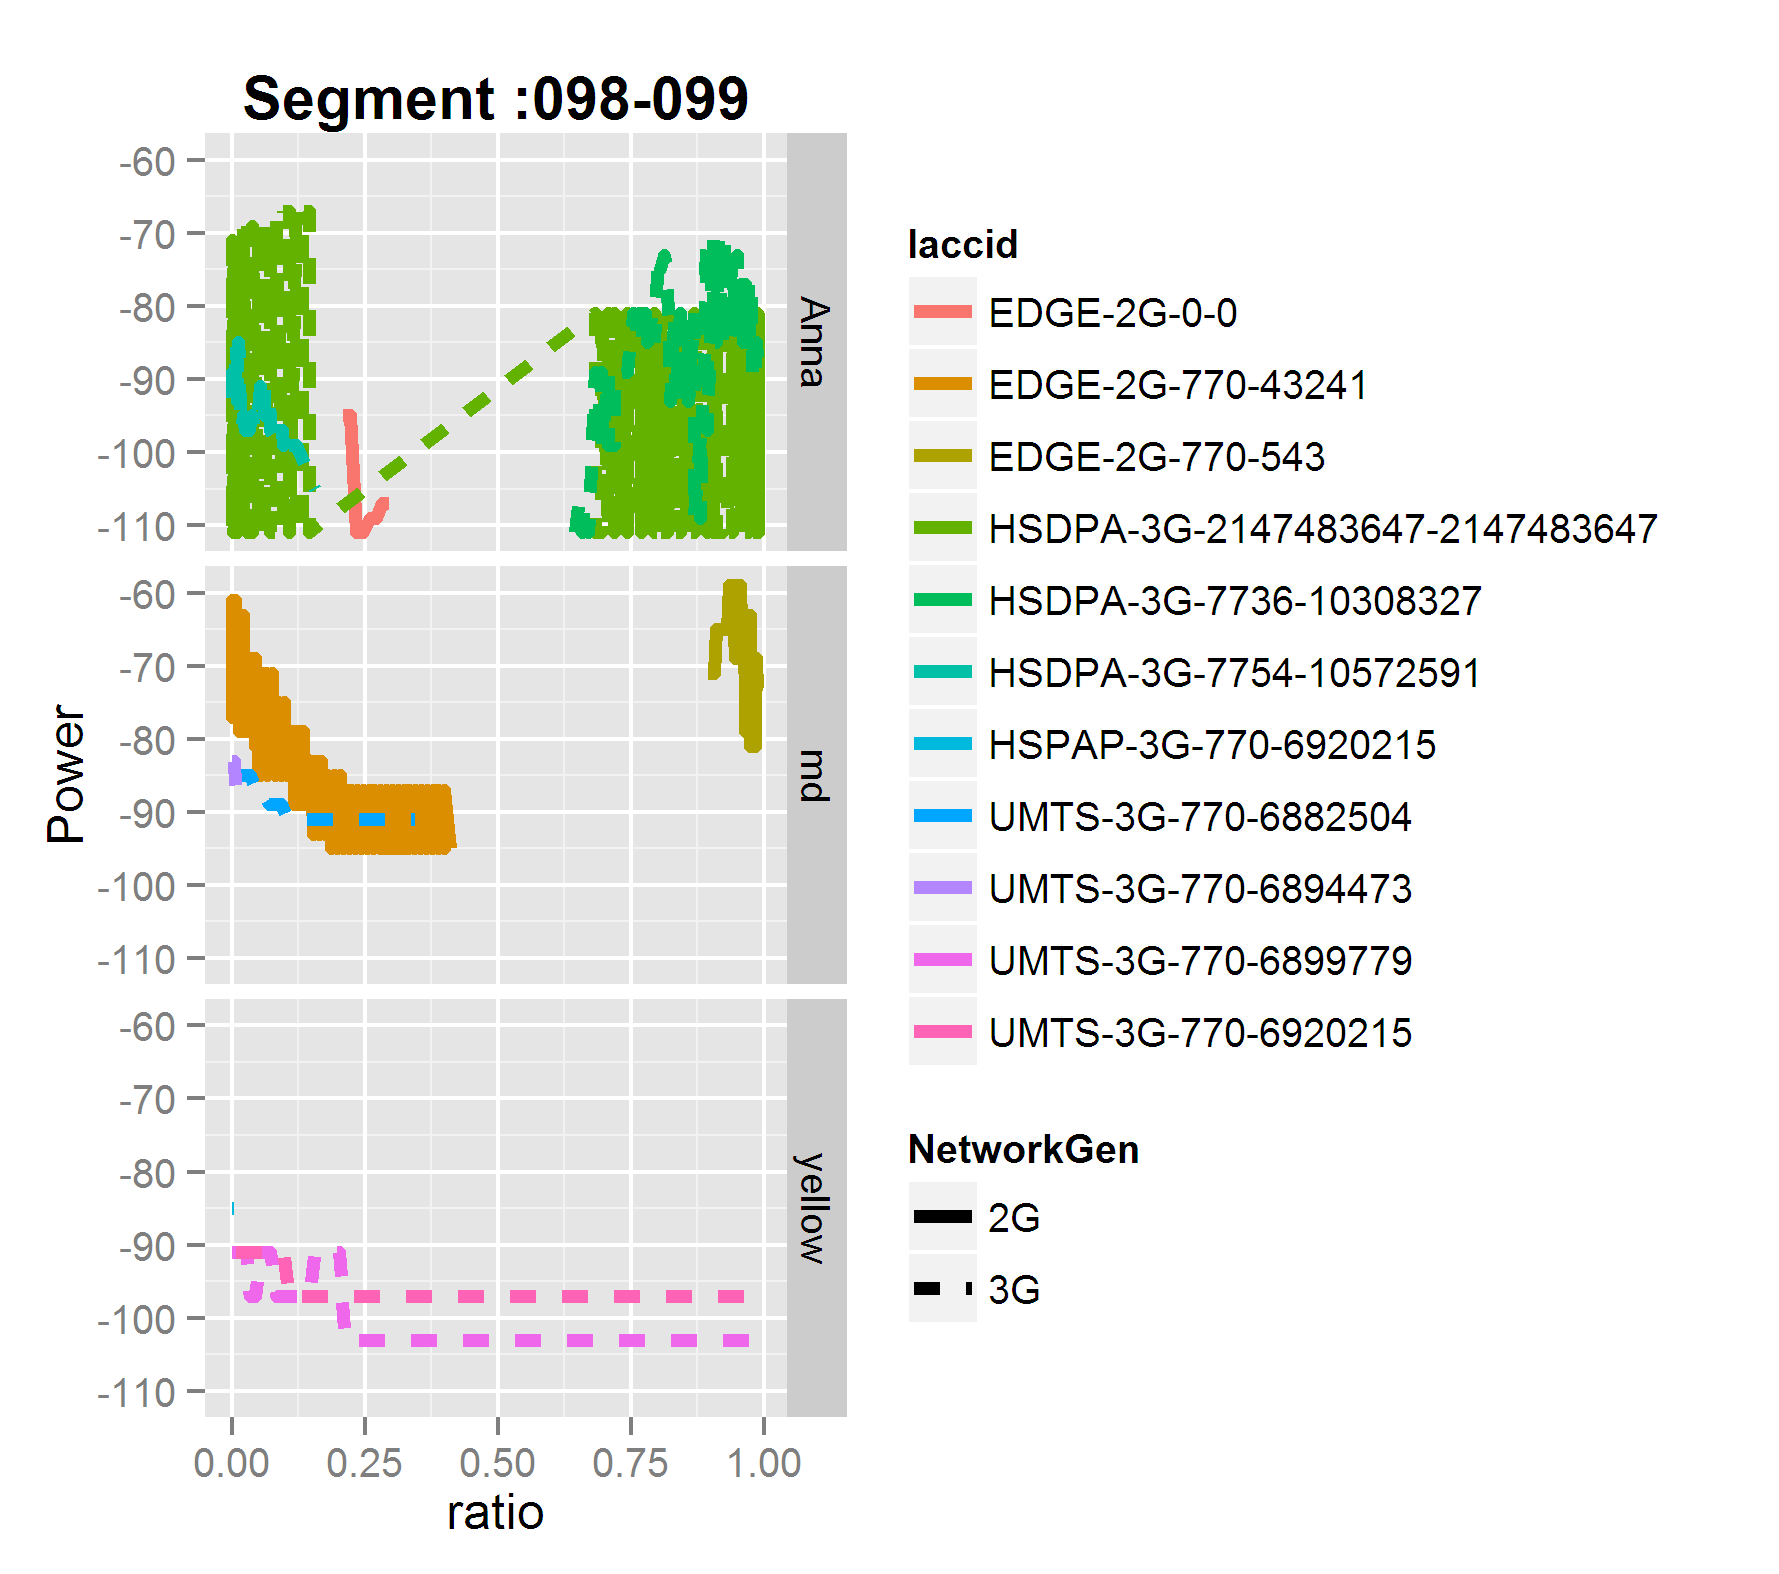 Segment :098-099
-60
-70
-80
-90
-100
-110
Anna
-60
-70
-80
-90
-100
-110
md
-60
-70
-80
-90
-100
-110
yellow
Power
0.00 0.25 0.50 0.75 1.00
ratio
laccid
EDGE-2G-0-0
EDGE-2G-770-43241
EDGE-2G-770-543
HSDPA-3G-2147483647-2147483647
HSDPA-3G-7736-10308327
HSDPA-3G-7754-10572591
HSPAP-3G-770-6920215
UMTS-3G-770-6882504
UMTS-3G-770-6894473
UMTS-3G-770-6899779
UMTS-3G-770-6920215
NetworkGen
2G
3G